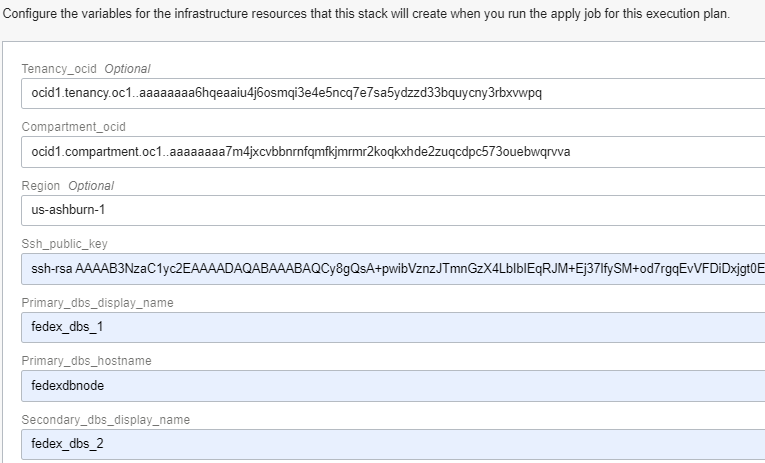 Configure the variables for the infrastructure resources that this stack will create when you run the apply job for this execution plan.
Tenancy_ocid Optional
ocid1.tenancy.oc1..aaaaaaaa6hqeaaiu4j6osmqi3e4e5ncq7e7sa5ydzzd33bquycny3rbxvwpq
Compartment_ocid
ocid1.compartment.oc1..aaaaaaaa7m4jxcvbbnrnfqmfkjmrmr2koqkxhde2zuqcdpc573ouebwqrvva
Region Optional
us-ashburn-1
Ssh_public_key
ssh-rsa AAAAB3NzaC1yc2EAAAADAQABAAABAQCy8gQsA+pwibVznzJTmnGzX4LbIbIEqRJM+Ej37IfySM+od7rgqEvVFDiDxjgt0E
Primary_dbs_display_name
fedex_dbs_1
Primary_dbs_hostname
fedexdbnode
Secondary_dbs_display_name
fedex_dbs_2